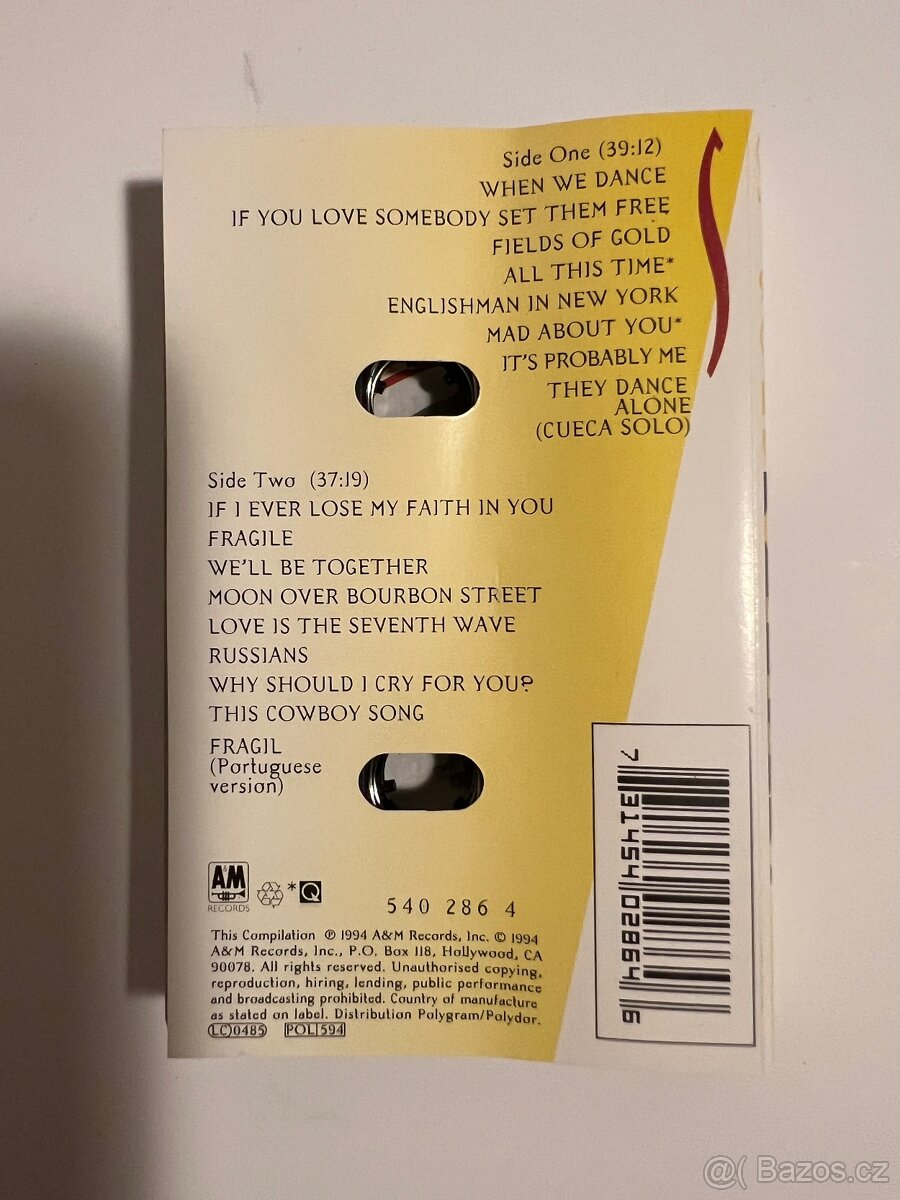 Side One (39:12)
WHEN WE DANCE
IF YOU LOVE SOMEBODY SET THEM FREE
FIELDS OF GOLD
ALL THIS TIME*
ENGLISHMAN IN NEW YORK
MAD ABOUT YOU*
IT'S PROBABLY ME
THEY DANCE
ALONE
(CUECA SOLO)
Side Two (37:19)
IF I EVER LOSE MY FAITH IN YOU
FRAGILE
WE'LL BE TOGETHER
MOON OVER BOURBON STREET
LOVE IS THE SEVENTH WAVE
RUSSIANS
WHY SHOULD I CRY FOR YOU?
THIS COWBOY SONG
FRAGIL
(Portuguese
version)
A&M
RECORDS
* Q
540 286 4
This Compilation ℗ 1994 A&M Records, Inc. © 1994
A&M Records, Inc., P.O. Box 118, Hollywood, CA
90078. All rights reserved. Unauthorised copying,
reproduction, hiring, lending, public performance
and broadcasting prohibited. Country of manufacture
as stated on label. Distribution Polygram/Polydor.
LC 0485 POL 594
7 31454 02864 6
@( Bazos.cz